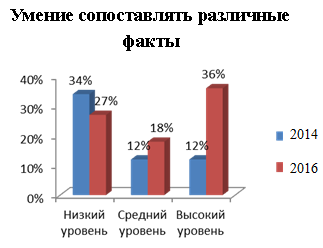 Умение сопоставлять различные
факты
40%
30%
20%
10%
0%
34%
27%
12%
18%
12%
36%
Низкий уровень
Средний уровень
Высокий уровень
2014
2016